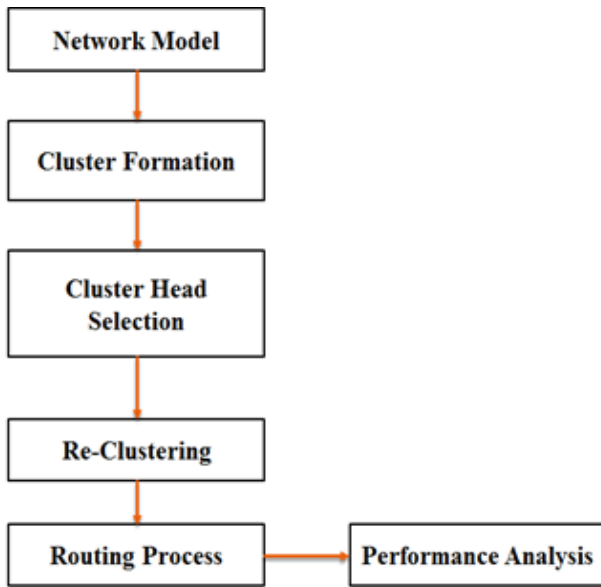 Network Model
Cluster Formation
Cluster Head
Selection
Re-Clustering
Routing Process
Performance Analysis